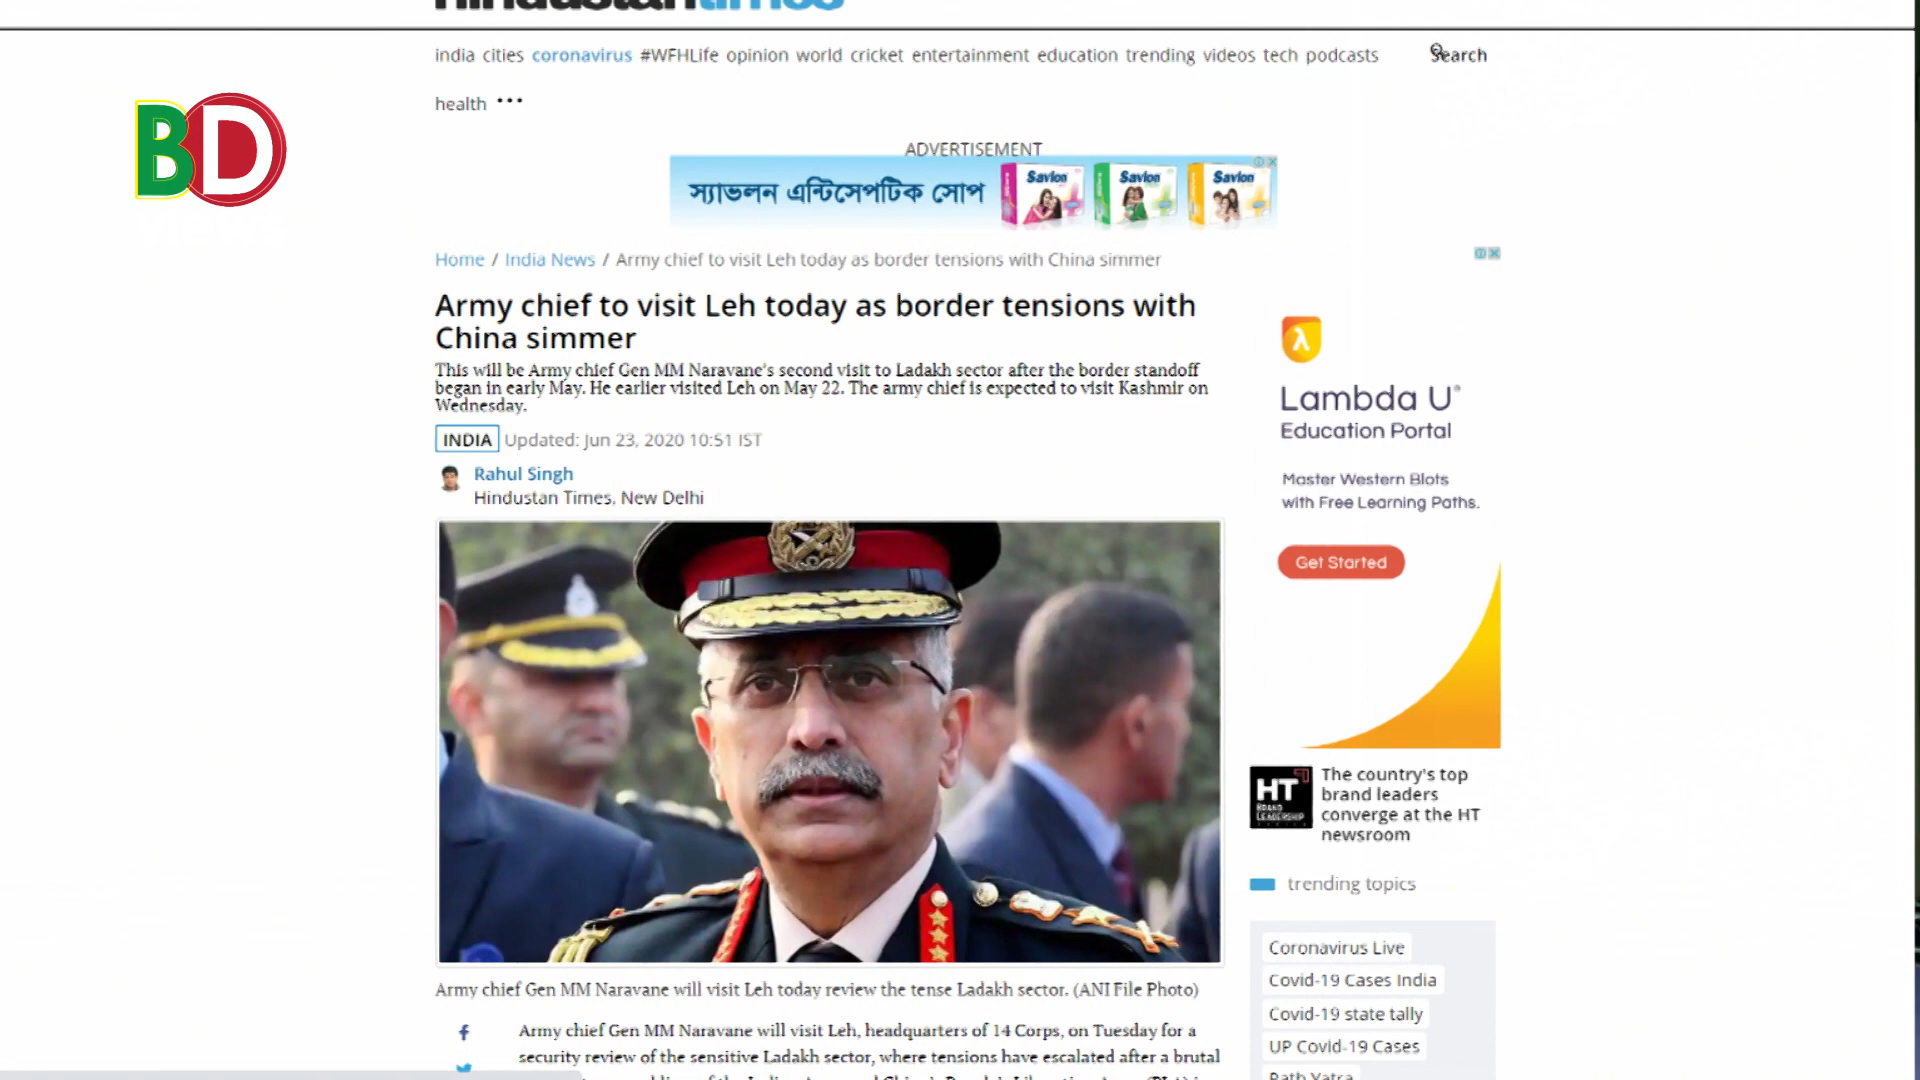 hindustantimes
india cities coronavirus #WFHLife opinion world cricket entertainment education trending videos tech podcasts
Search
health •••
BD
ADVERTISEMENT
স্যাভলন এন্টিসেপটিক সোপ
Savlon Savlon Savlon
Home / India News / Army chief to visit Leh today as border tensions with China simmer
Army chief to visit Leh today as border tensions with
China simmer
This will be Army chief Gen MM Naravane's second visit to Ladakh sector after the border standoff
began in early May. He earlier visited Leh on May 22. The army chief is expected to visit Kashmir on
Wednesday.
INDIA Updated: Jun 23, 2020 10:51 IST
Rahul Singh
Hindustan Times, New Delhi
Army chief Gen MM Naravane will visit Leh today review the tense Ladakh sector. (ANI File Photo)
Army chief Gen MM Naravane will visit Leh, headquarters of 14 Corps, on Tuesday for a
security review of the sensitive Ladakh sector, where tensions have escalated after a brutal
Lambda U®
Education Portal
Master Western Blots
with Free Learning Paths.
Get Started
HT
BRAND
LEADERSHIP
The country's top
brand leaders
converge at the HT
newsroom
trending topics
Coronavirus Live
Covid-19 Cases India
Covid-19 state tally
UP Covid-19 Cases
Rath Yatra